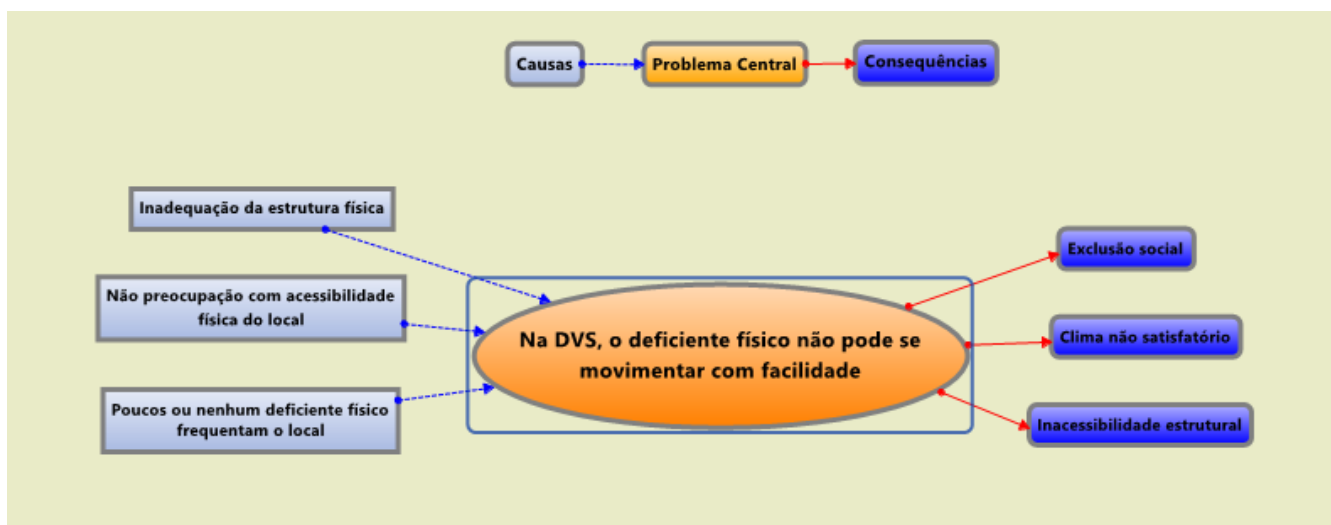 Causas
Problema Central
Consequências
Inadequação da estrutura física
Não preocupação com acessibilidade
física do local
Poucos ou nenhum deficiente físico
frequentam o local
Na DVS, o deficiente físico não pode se
movimentar com facilidade
Exclusão social
Clima não satisfatório
Inacessibilidade estrutural